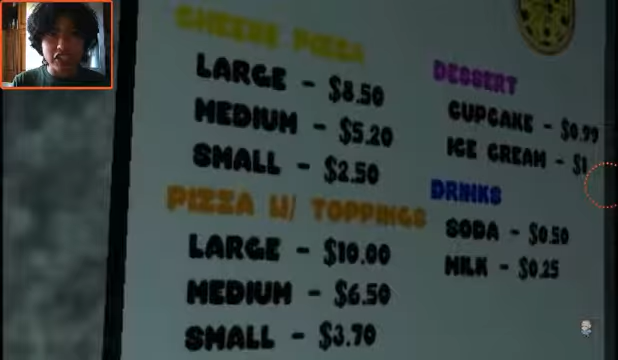 CHEESE PIZZA
LARGE - $8.50
MEDIUM - $5.20
SMALL - $2.50
PIZZA W/ TOPPINGS
LARGE - $10.00
MEDIUM - $6.50
SMALL - $3.70
DESSERT
CUPCAKE - $0.99
ICE CREAM - $1
DRINKS
SODA - $0.50
MILK - $0.25